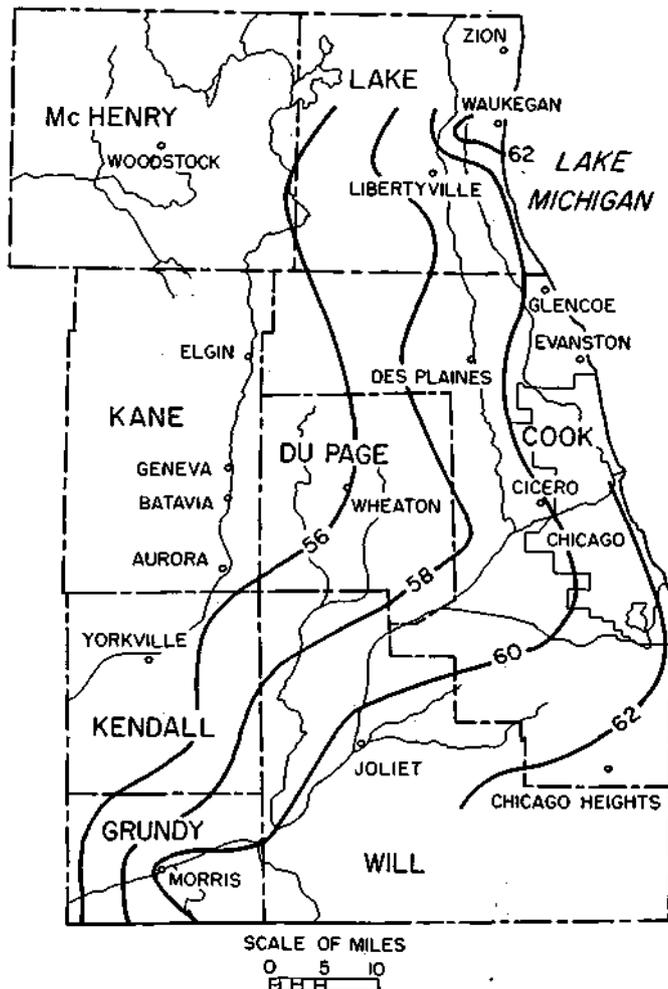 ZION
LAKE
WAUKEGAN
Mc HENRY
WOODSTOCK
62
LAKE
MICHIGAN
LIBERTYVILLE
GLENCOE
EVANSTON
ELGIN
DES PLAINES
KANE
COOK
DU PAGE
GENEVA
CICERO
BATAVIA
WHEATON
56
CHICAGO
AURORA
58
YORKVILLE
60
KENDALL
62
JOLIET
CHICAGO HEIGHTS
GRUNDY
WILL
MORRIS
SCALE OF MILES
0 5 10